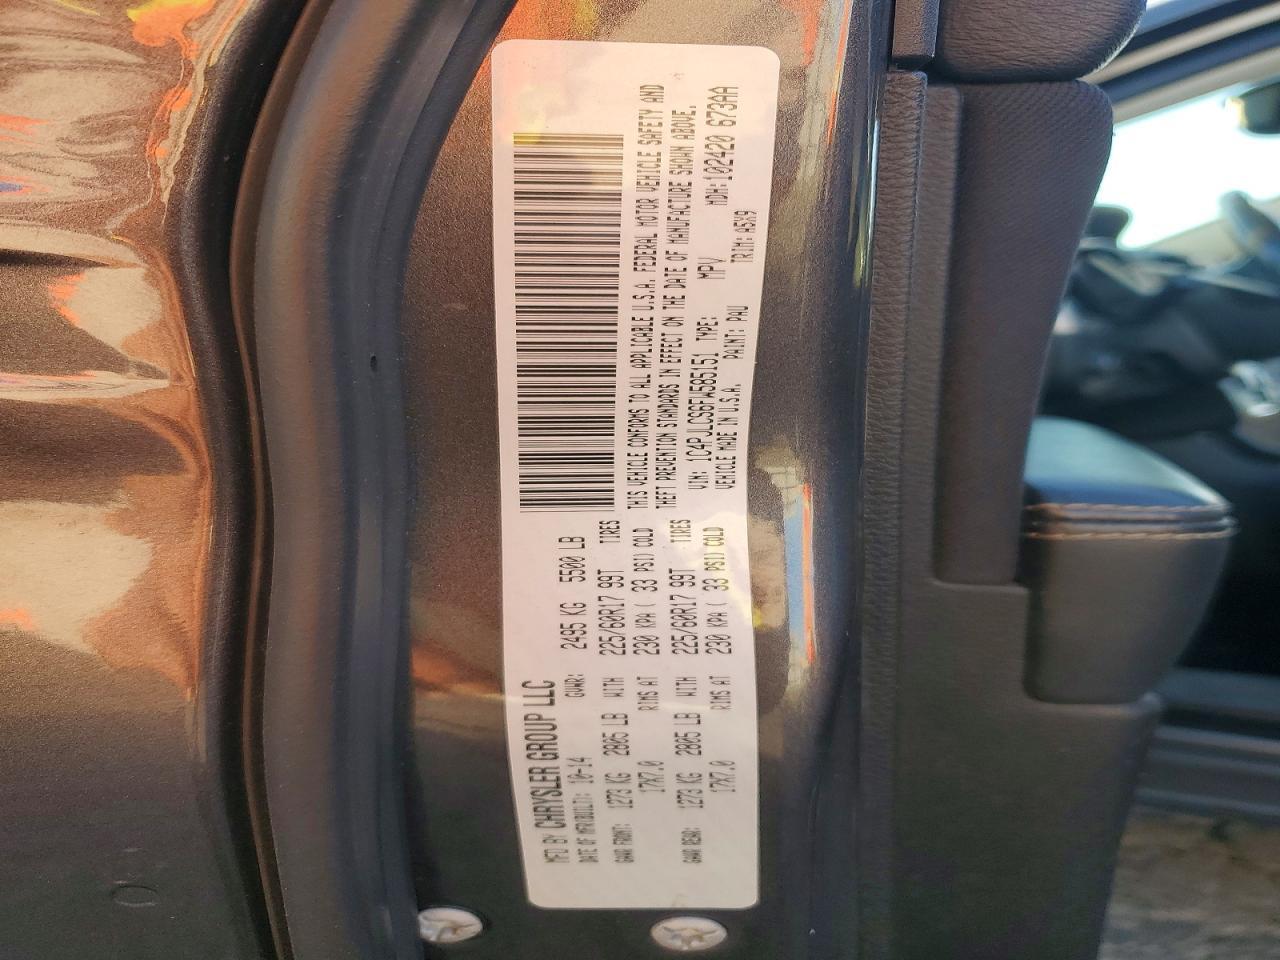 MFD BY CHRYSLER GROUP LLC
DATE OF MFR(BUILT): 10-14 GVWR: 2495 KG 5500 LB
GAWR FRONT: 1273 KG 2805 LB WITH 225/60R17 99T TIRES
17X7.0 RIMS AT 230 KPA ( 33 PSI) COLD
GAWR REAR: 1273 KG 2805 LB WITH 225/60R17 99T TIRES
17X7.0 RIMS AT 230 KPA ( 33 PSI) COLD
THIS VEHICLE CONFORMS TO ALL APPLICABLE U.S.A. FEDERAL MOTOR VEHICLE SAFETY AND
THEFT PREVENTION STANDARDS IN EFFECT ON THE DATE OF MANUFACTURE SHOWN ABOVE.
VIN: 1C4PJLCS6FW585151 TYPE: MPV MDH:102420 673AA
VEHICLE MADE IN U.S.A. PAINT: PAU TRIM: A5X9